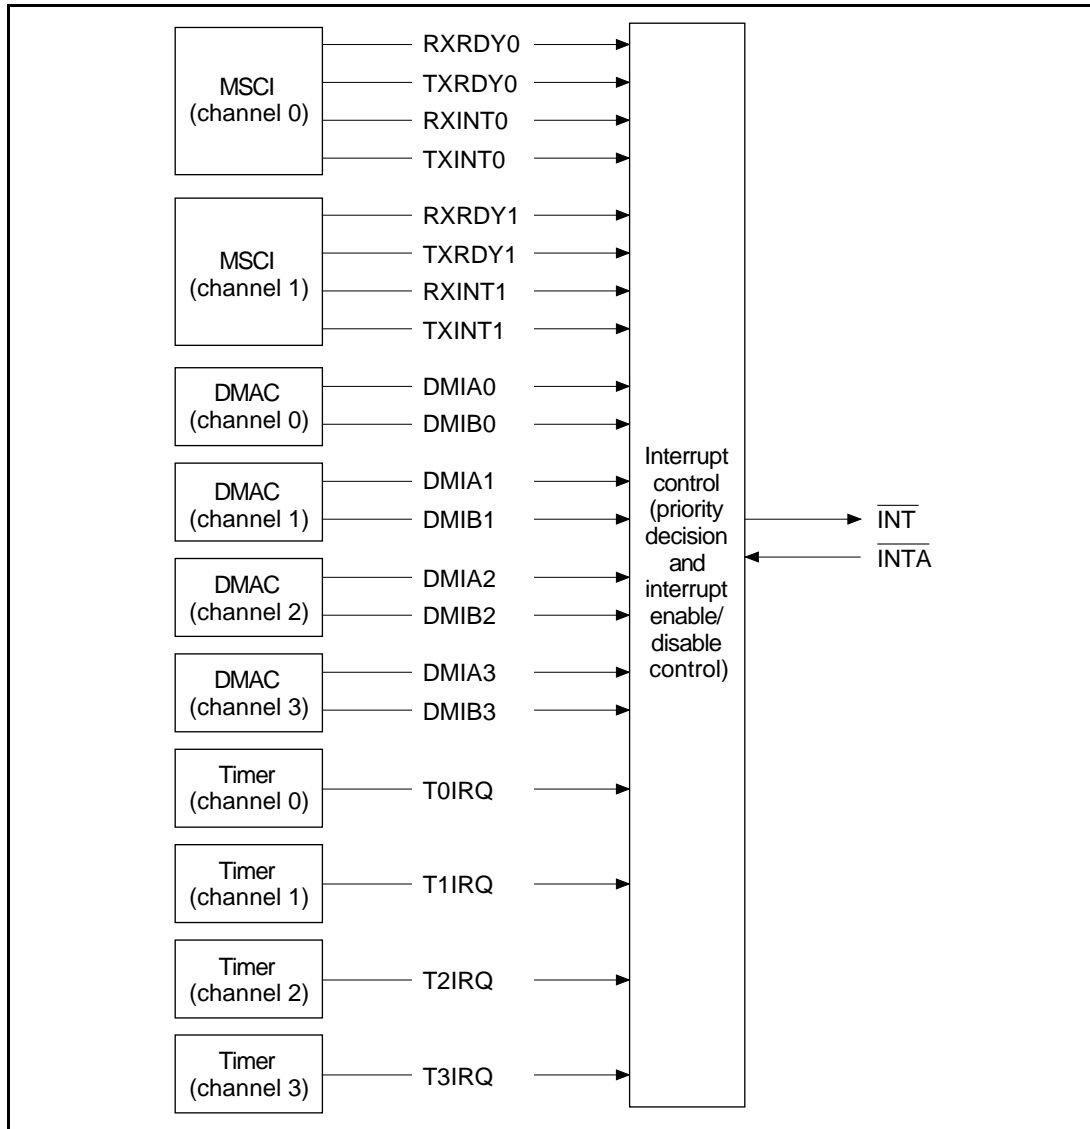 MSCI
(channel 0)
RXRDY0
TXRDY0
RXINT0
TXINT0
MSCI
(channel 1)
RXRDY1
TXRDY1
RXINT1
TXINT1
DMAC
(channel 0)
DMIA0
DMIB0
DMAC
(channel 1)
DMIA1
DMIB1
DMAC
(channel 2)
DMIA2
DMIB2
DMAC
(channel 3)
DMIA3
DMIB3
Timer
(channel 0)
T0IRQ
Timer
(channel 1)
T1IRQ
Timer
(channel 2)
T2IRQ
Timer
(channel 3)
T3IRQ
Interrupt
control
(priority
decision
and
interrupt
enable/
disable
control)
INT
INTA